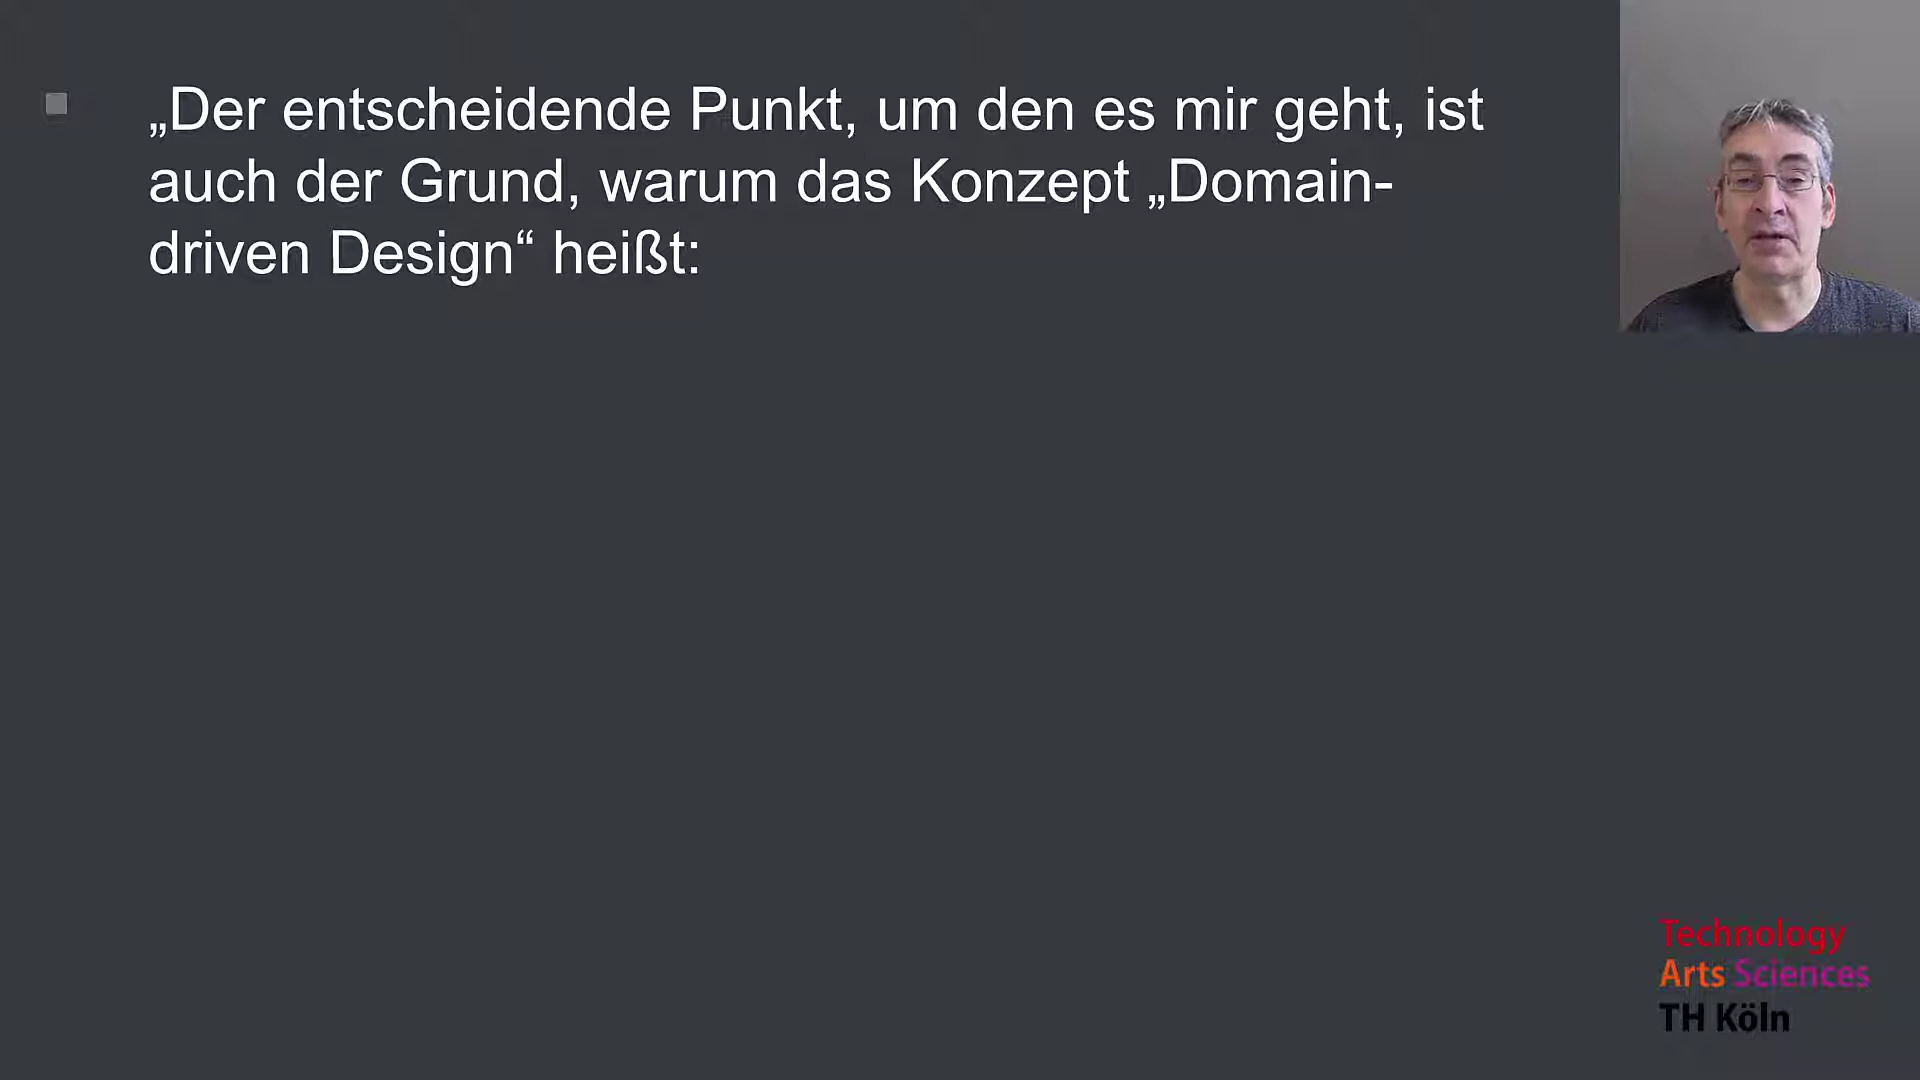 „Der entscheidende Punkt, um den es mir geht, ist
auch der Grund, warum das Konzept „Domain-
driven Design“ heißt:
Technology
Arts Sciences
TH Köln